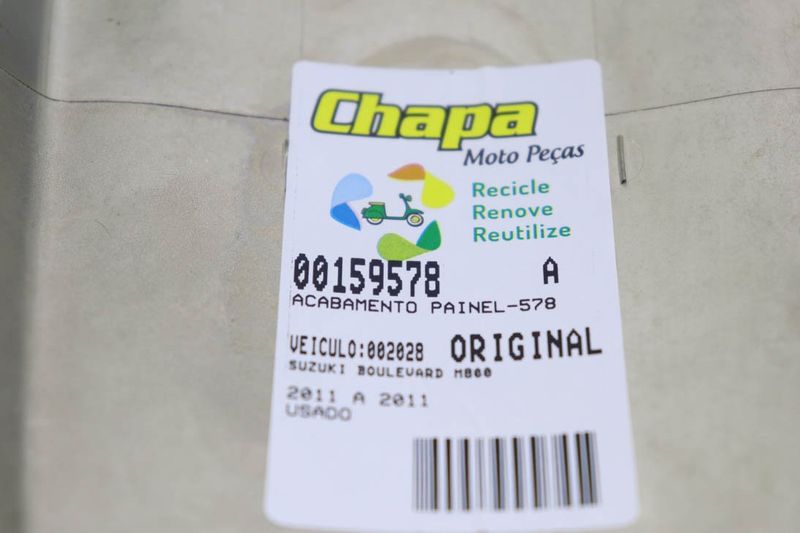 Chapa
Moto Peças
Recicle
Renove
Reutilize
00159578 A
ACABAMENTO PAINEL-578
VEICULO:002028 ORIGINAL
SUZUKI BOULEVARD M800
2011 A 2011
USADO